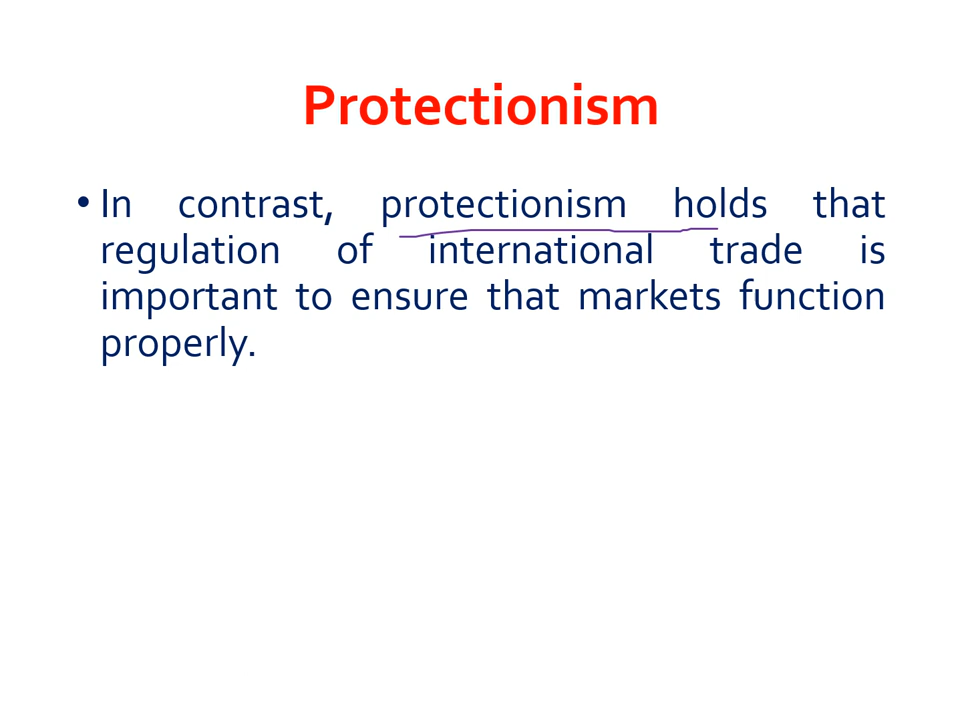 Protectionism
• In contrast, protectionism holds that
regulation of international trade is
important to ensure that markets function
properly.